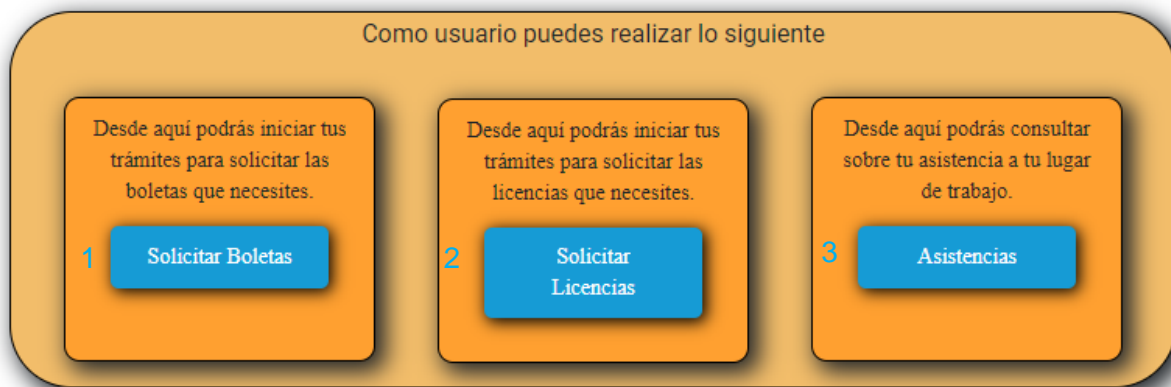 Como usuario puedes realizar lo siguiente
Desde aquí podrás iniciar tus
trámites para solicitar las
boletas que necesites.
1
Solicitar Boletas
Desde aquí podrás iniciar tus
trámites para solicitar las
licencias que necesites.
2
Solicitar
Licencias
Desde aquí podrás consultar
sobre tu asistencia a tu lugar
de trabajo.
3
Asistencias